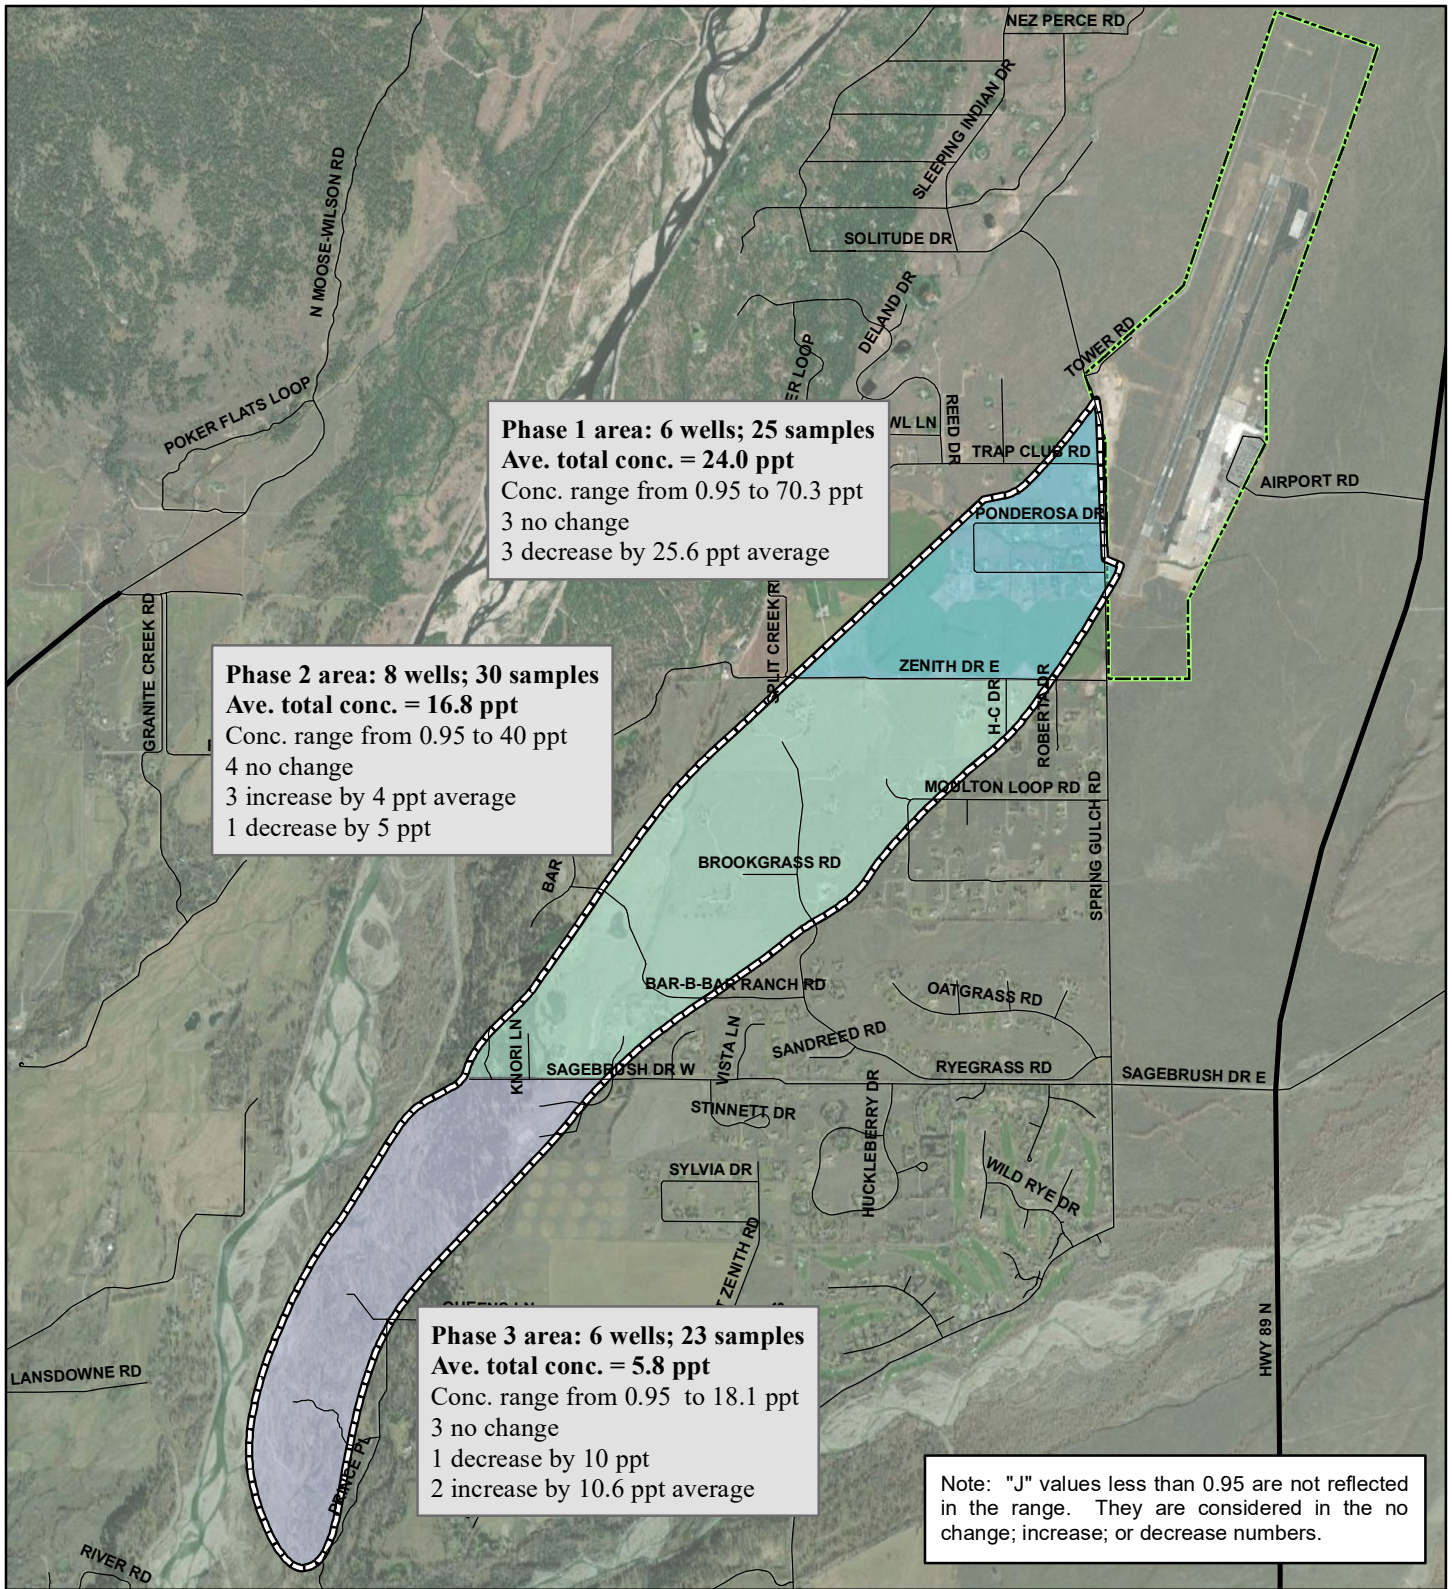 NEZ PERCE RD
SLEEPING INDIAN DR
N MOOSE-WILSON RD
SOLITUDE DR
DELAND DR
TOWER RD
ER LOOP
POKER FLATS LOOP
WL LN
REED DR
TRAP CLUB RD
AIRPORT RD
PONDEROSA DR
Phase 1 area: 6 wells; 25 samples
Ave. total conc. = 24.0 ppt
Conc. range from 0.95 to 70.3 ppt
3 no change
3 decrease by 25.6 ppt average
GRANITE CREEK RD
SPLIT CREEK R
ZENITH DR E
H-C DR
ROBERTA DR
Phase 2 area: 8 wells; 30 samples
Ave. total conc. = 16.8 ppt
Conc. range from 0.95 to 40 ppt
4 no change
3 increase by 4 ppt average
1 decrease by 5 ppt
MOULTON LOOP RD
SPRING GULCH RD
BROOKGRASS RD
BAR
BAR-B-BAR RANCH RD
OATGRASS RD
KNORI LN
VISTA LN
SANDREED RD
SAGEBRUSH DR W
RYEGRASS RD
SAGEBRUSH DR E
STINNETT DR
HUCKLEBERRY DR
SYLVIA DR
WILD RYE DR
T ZENITH RD
QUEENS LN
HWY 89 N
LANSDOWNE RD
Phase 3 area: 6 wells; 23 samples
Ave. total conc. = 5.8 ppt
Conc. range from 0.95  to 18.1 ppt
3 no change
1 decrease by 10 ppt
2 increase by 10.6 ppt average
PRINCE PL
RIVER RD
Note: "J" values less than 0.95 are not reflected
in the range. They are considered in the no
change; increase; or decrease numbers.